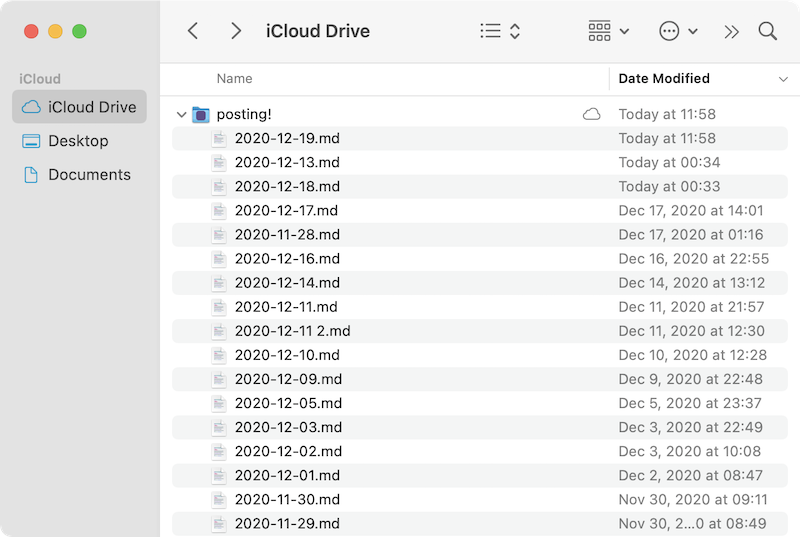 iCloud Drive
iCloud
iCloud Drive
Desktop
Documents
Name Date Modified
posting! Today at 11:58
2020-12-19.md Today at 11:58
2020-12-13.md Today at 00:34
2020-12-18.md Today at 00:33
2020-12-17.md Dec 17, 2020 at 14:01
2020-11-28.md Dec 17, 2020 at 01:16
2020-12-16.md Dec 16, 2020 at 22:55
2020-12-14.md Dec 14, 2020 at 13:12
2020-12-11.md Dec 11, 2020 at 21:57
2020-12-11 2.md Dec 11, 2020 at 12:30
2020-12-10.md Dec 10, 2020 at 12:28
2020-12-09.md Dec 9, 2020 at 22:48
2020-12-05.md Dec 5, 2020 at 23:37
2020-12-03.md Dec 3, 2020 at 22:49
2020-12-02.md Dec 3, 2020 at 10:08
2020-12-01.md Dec 2, 2020 at 08:47
2020-11-30.md Nov 30, 2020 at 09:11
2020-11-29.md Nov 30, 2...0 at 08:49